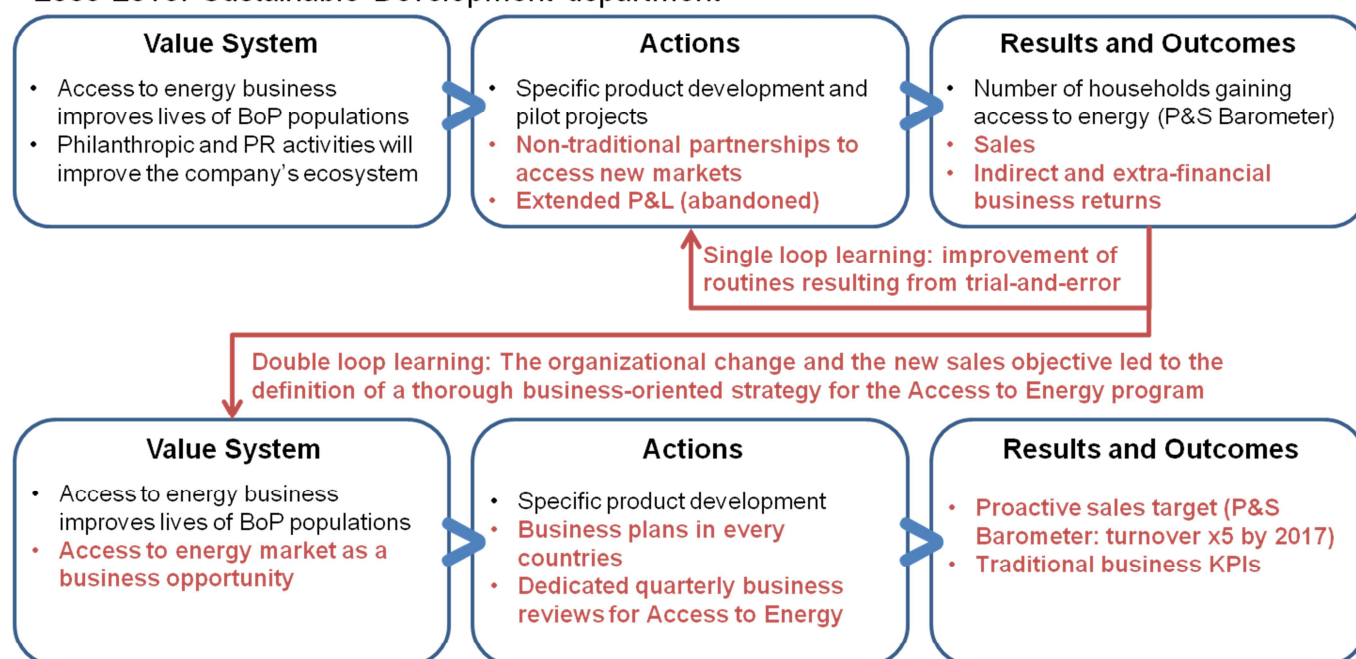 Sustainable Development department
Value System
• Access to energy business
improves lives of BoP populations
• Philanthropic and PR activities will
improve the company's ecosystem
>
Actions
• Specific product development and
pilot projects
• Non-traditional partnerships to
access new markets
• Extended P&L (abandoned)
>
Results and Outcomes
• Number of households gaining
access to energy (P&S Barometer)
• Sales
• Indirect and extra-financial
business returns
Single loop learning: improvement of
routines resulting from trial-and-error
Double loop learning: The organizational change and the new sales objective led to the
definition of a thorough business-oriented strategy for the Access to Energy program
Value System
• Access to energy business
improves lives of BoP populations
• Access to energy market as a
business opportunity
>
Actions
• Specific product development
• Business plans in every
countries
• Dedicated quarterly business
reviews for Access to Energy
>
Results and Outcomes
• Proactive sales target (P&S
Barometer: turnover x5 by 2017)
• Traditional business KPIs